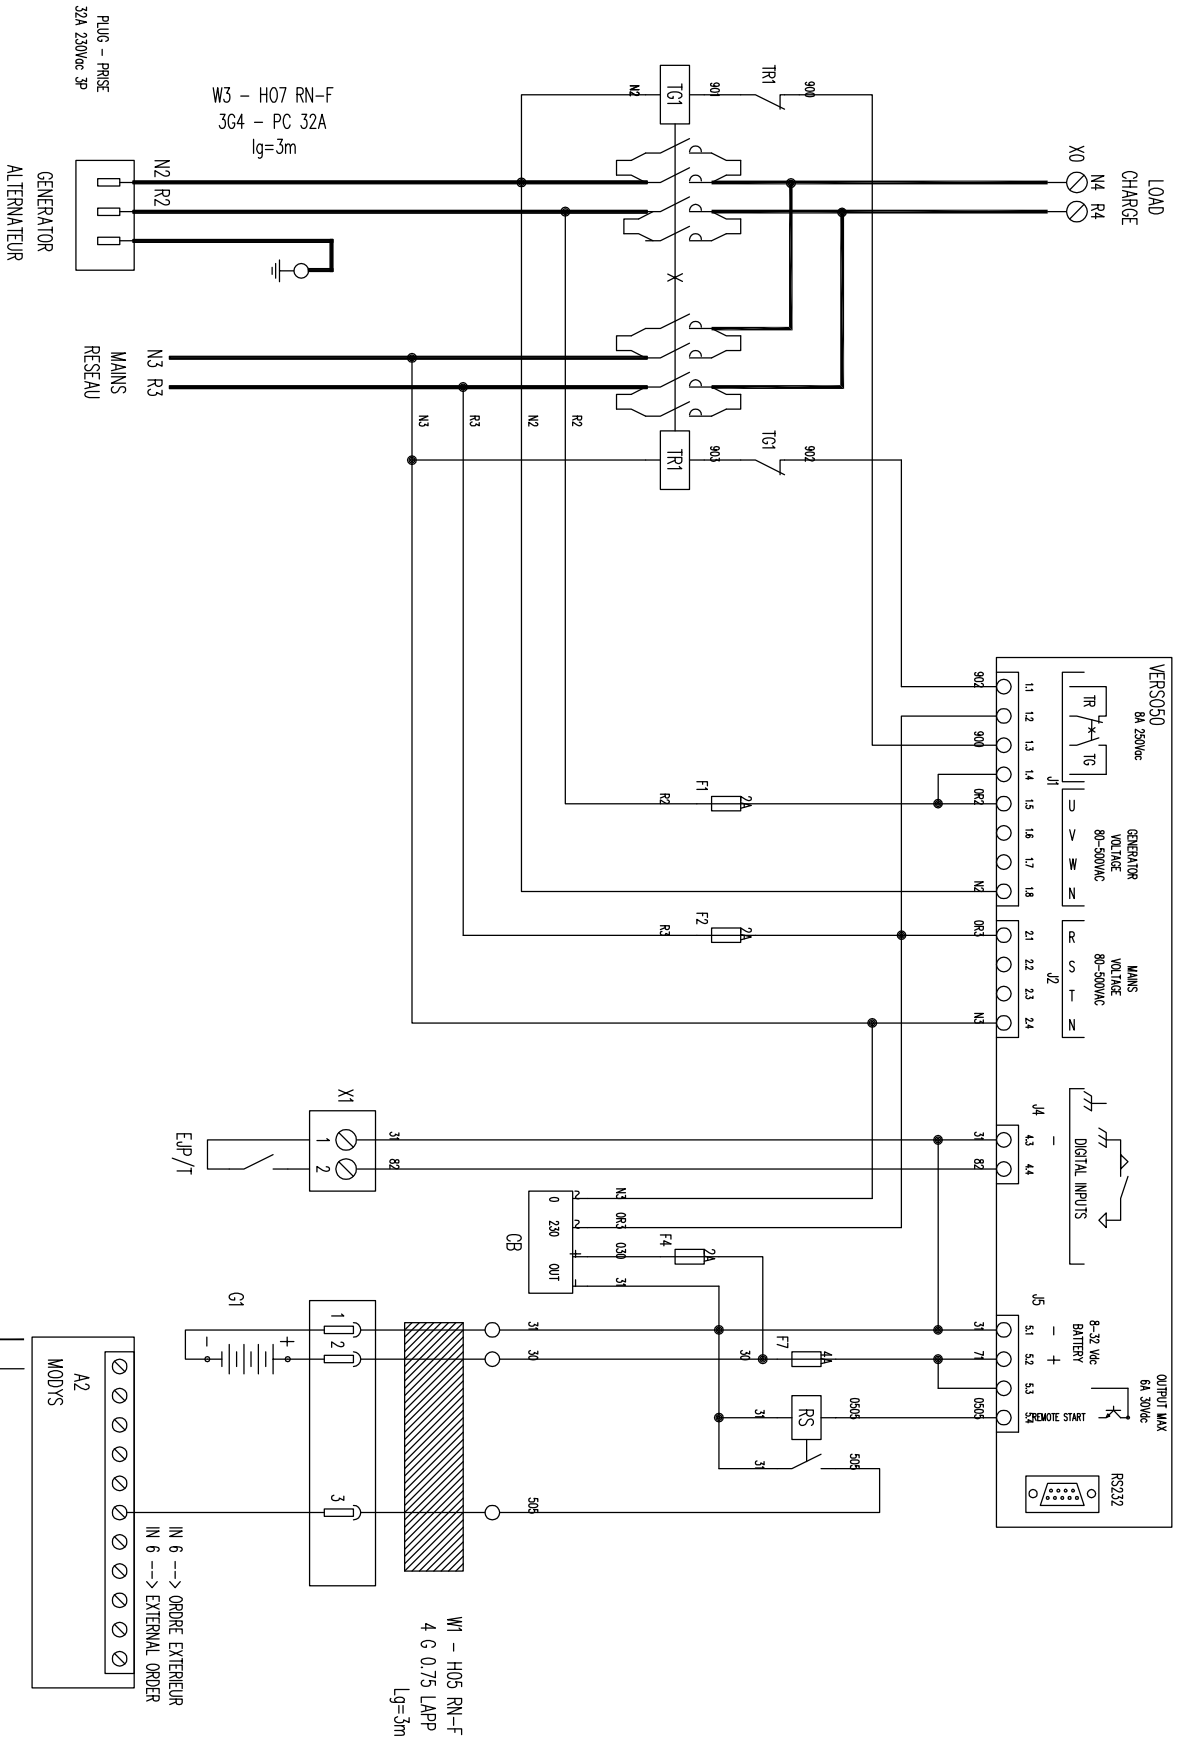 PLUG - PRISE
32A 230Vac 3P
W3 - HO7 RN-F
3G4 - PC 32A
lg=3m
GENERATOR
ALTERNATEUR
N2
R2
MAINS
RESEAU
N3
R3
N2
TG1
901
TR1
900
X0
N4
R4
LOAD
CHARGE
N3
R3
N2
R2
TR1
903
TG1
902
VERSO50
8A 250Vac
TR
TG
J1
902
1.1
1.2
900
1.3
1.4
0R2
1.5
1.6
1.7
N2
1.8
U
V
W
N
GENERATOR
VOLTAGE
80-500VAC
R2
F1
2A
R3
F2
2A
0R3
2.1
2.2
2.3
N3
2.4
J2
R
S
T
N
MAINS
VOLTAGE
80-500VAC
J4
31
4.3
-
82
4.4
DIGITAL INPUTS
X1
1
2
31
82
EJP/T
CB
0
230
OUT
2
2
+
-
N3
0R3
030
31
F4
2A
J5
31
5.1
-
71
5.2
+
5.3
0505
REMOTE START
8-32 Vdc
BATTERY
OUTPUT MAX
6A 30Vdc
RS232
30
F7
4A
31
RS
0505
31
505
31
30
505
G1
-
+
1
2
3
W1 - H05 RN-F
4 G 0.75 LAPP
Lg=3m
A2
MODYS
IN 6 --> ORDRE EXTERIEUR
IN 6 --> EXTERNAL ORDER